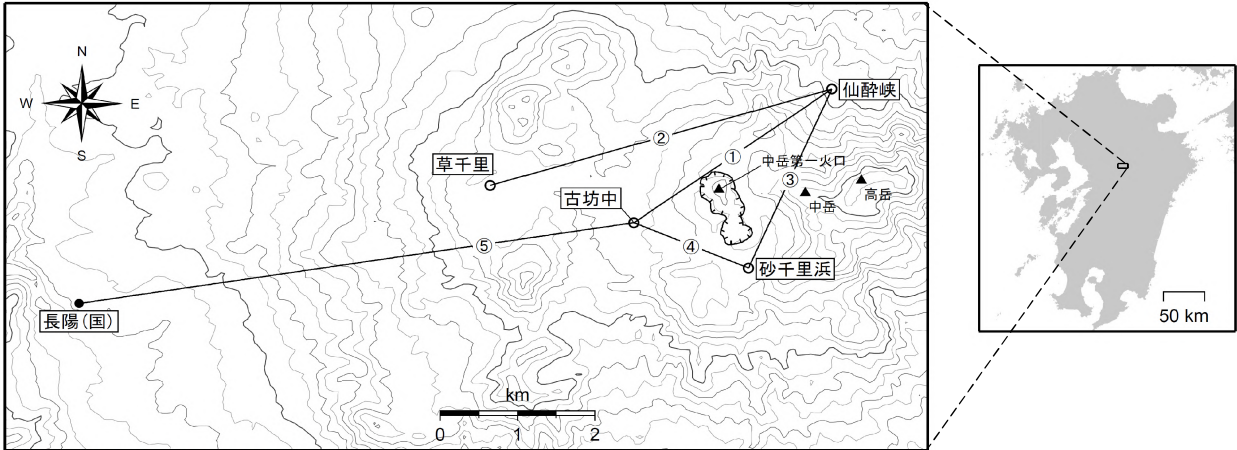 N
W E
S
仙酔峡
②
草千里
①
中岳第一火口
③
高岳
中岳
古坊中
④
⑤
砂千里浜
長陽(国)
km
0 1 2
50 km